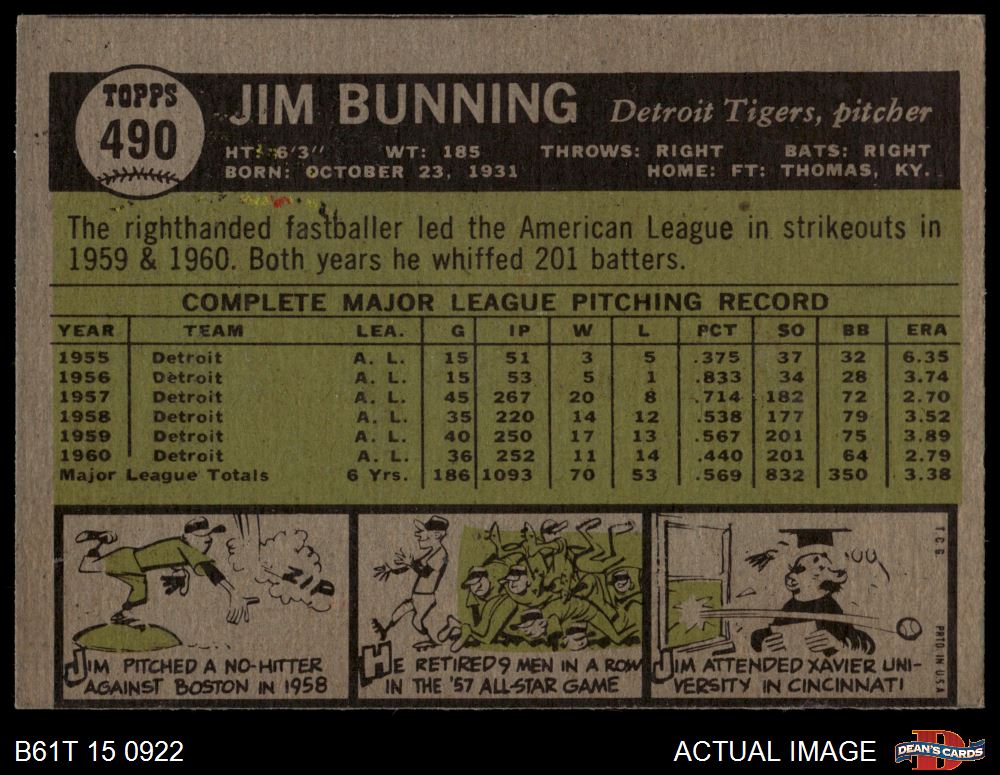 TOPPS
490
JIM BUNNING Detroit Tigers, pitcher
HT: 6'3" WT: 185 THROWS: RIGHT BATS: RIGHT
BORN: OCTOBER 23, 1931 HOME: FT: THOMAS, KY.
The righthanded fastballer led the American League in strikeouts in
1959 & 1960. Both years he whiffed 201 batters.
COMPLETE MAJOR LEAGUE PITCHING RECORD
YEAR TEAM LEA. G IP W L PCT SO BB ERA
1955 Detroit A. L. 15 51 3 5 .375 37 32 6.35
1956 Detroit A. L. 15 53 5 1 .833 34 28 3.74
1957 Detroit A. L. 45 267 20 8 .714 182 72 2.70
1958 Detroit A. L. 35 220 14 12 .538 177 79 3.52
1959 Detroit A. L. 40 250 17 13 .567 201 75 3.89
1960 Detroit A. L. 36 252 11 14 .440 201 64 2.79
Major League Totals 6 Yrs. 186 1093 70 53 .569 832 350 3.38
ZIP
JIM PITCHED A NO-HITTER
AGAINST BOSTON IN 1958
HE RETIRED 9 MEN IN A ROW
IN THE '57 ALL-STAR GAME
JIM ATTENDED XAVIER UNI-
VERSITY IN CINCINNATI
T.C.G.
PRTD. IN U.S.A.
B61T 15 0922
ACTUAL IMAGE
DEAN'S CARDS